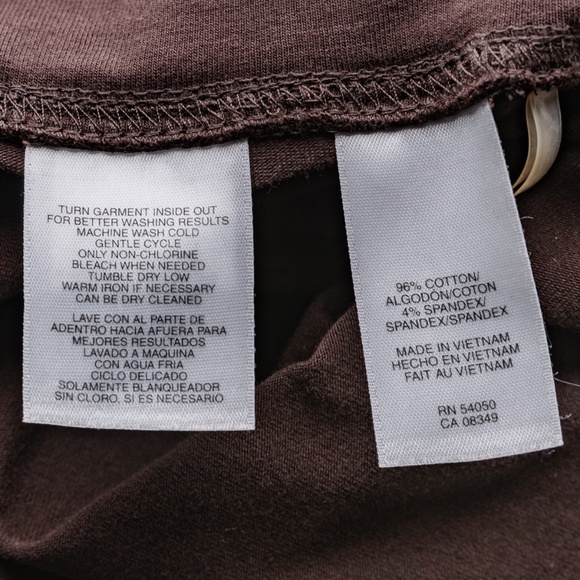 TURN GARMENT INSIDE OUT
FOR BETTER WASHING RESULTS
MACHINE WASH COLD
GENTLE CYCLE
ONLY NON-CHLORINE
BLEACH WHEN NEEDED
TUMBLE DRY LOW
WARM IRON IF NECESSARY
CAN BE DRY CLEANED
LAVE CON AL PARTE DE
ADENTRO HACIA AFUERA PARA
MEJORES RESULTADOS
LAVADO A MAQUINA
CON AGUA FRIA
CICLO DELICADO
SOLAMENTE BLANQUEADOR
SIN CLORO, SI ES NECESARIO
96% COTTON/
ALGODÓN/COTON
4% SPANDEX/
SPANDEX/SPANDEX
MADE IN VIETNAM
HECHO EN VIETNAM
FAIT AU VIETNAM
RN 54050
CA 08349